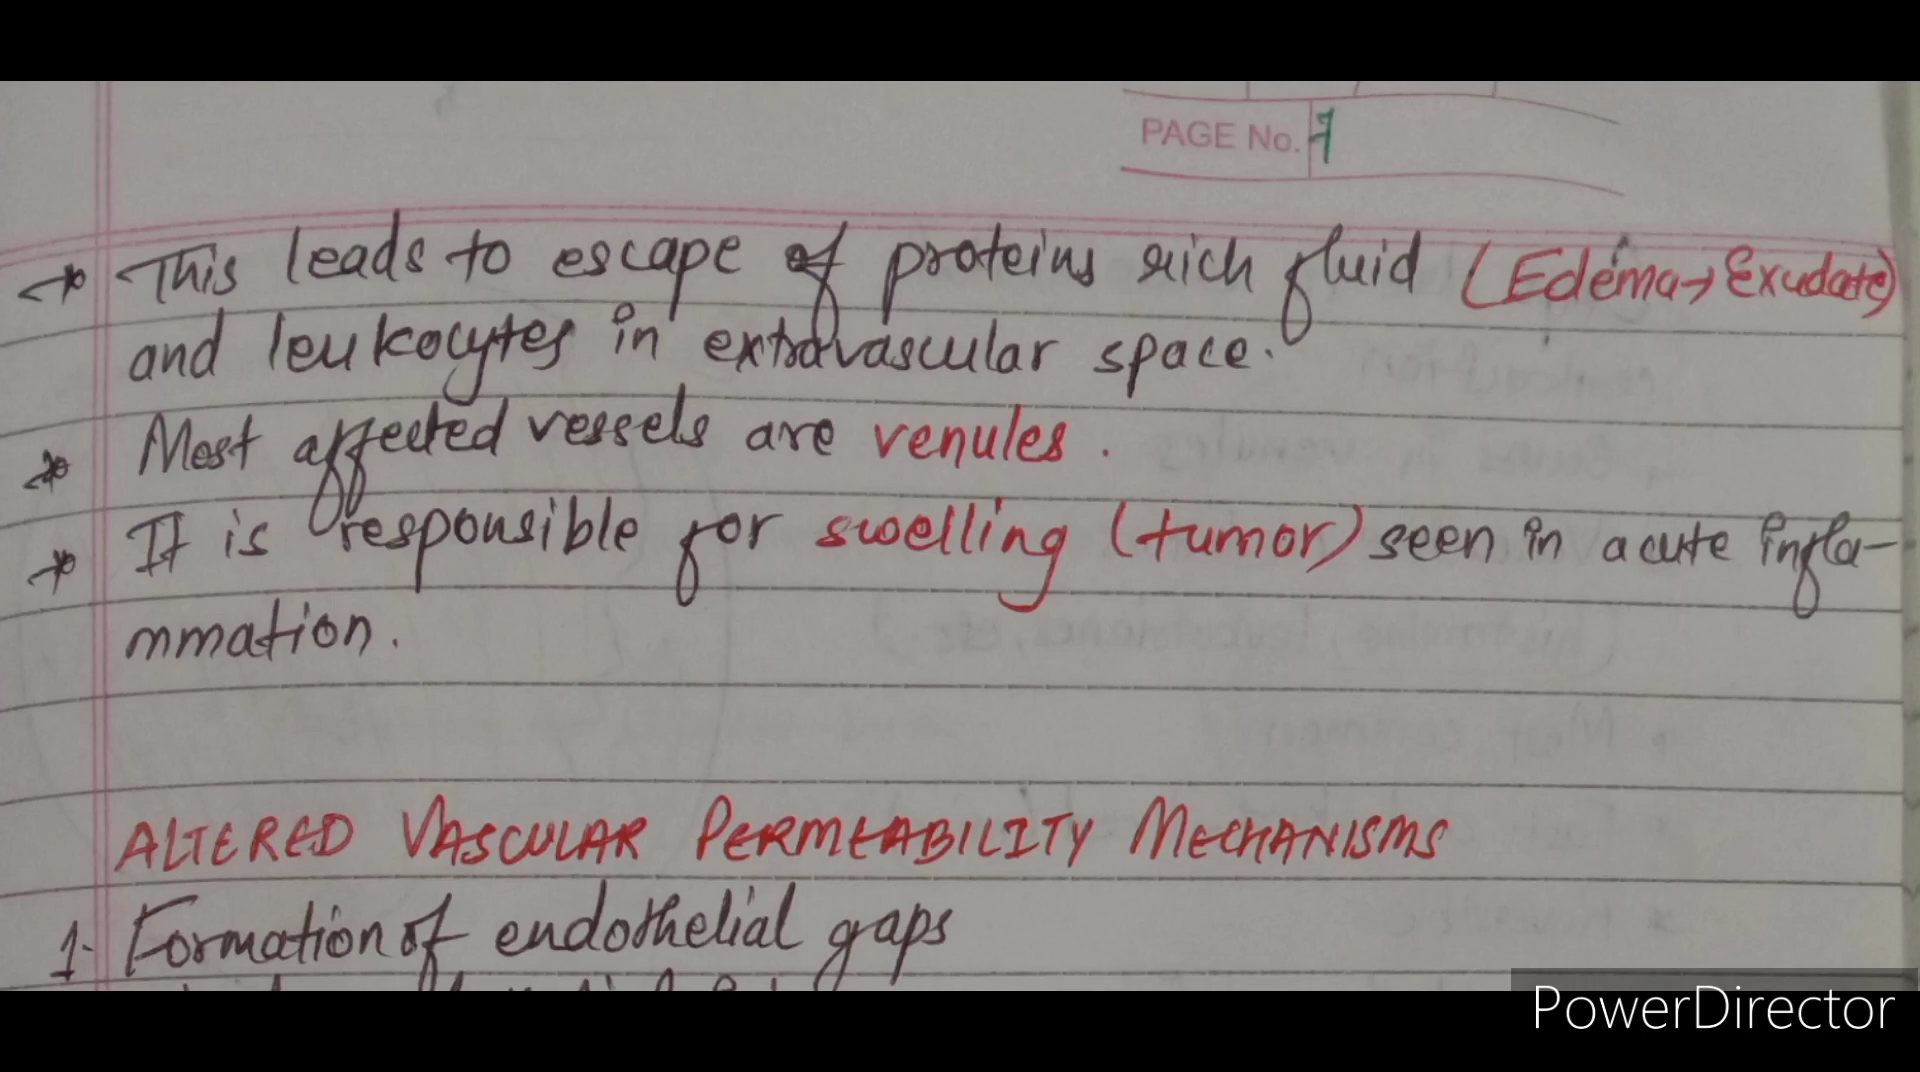 PAGE No. 7
This leads to escape of proteins rich fluid (Edema→ Exudate)
and leukocytes in extravascular space.
Most affected vessels are venules.
It is responsible for swelling (tumor) seen in acute infla-
mmation.
ALTERED VASCULAR PERMEABILITY MECHANISMS
1. Formation of endothelial gaps
PowerDirector